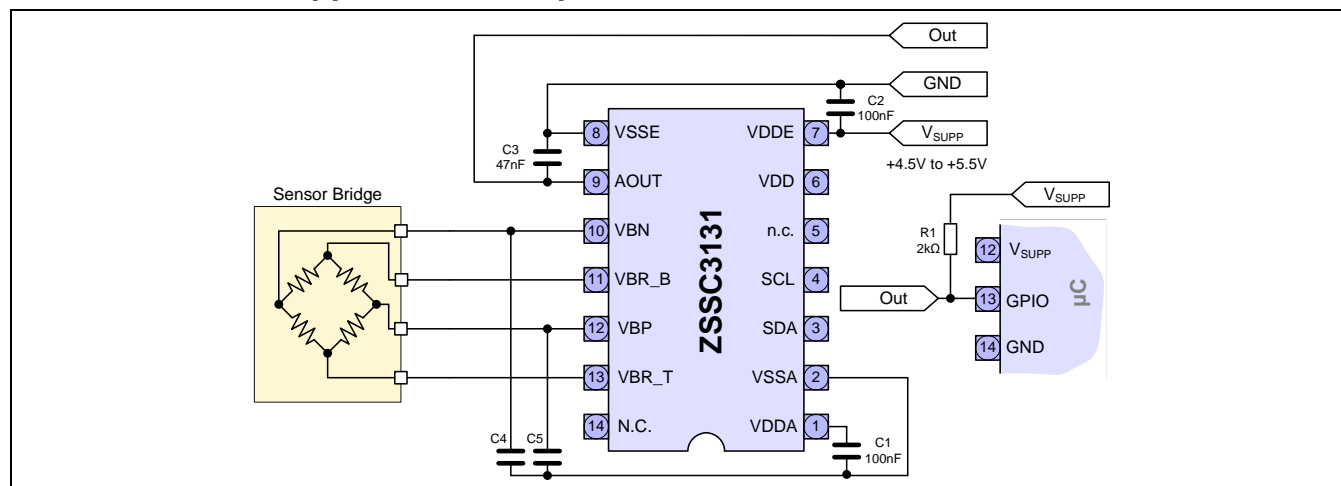 Out
GND
C2
100nF
8 VSSE
VDDE 7
V_SUPP
C3
47nF
+4.5V to +5.5V
9 AOUT
VDD 6
Sensor Bridge
V_SUPP
10 VBN
n.c. 5
R1
2kΩ
12 V_SUPP
ZSSC3131
11 VBR_B
SCL 4
Out
13 GPIO
µC
12 VBP
SDA 3
14 GND
13 VBR_T
VSSA 2
14 N.C.
VDDA 1
C4
C5
C1
100nF